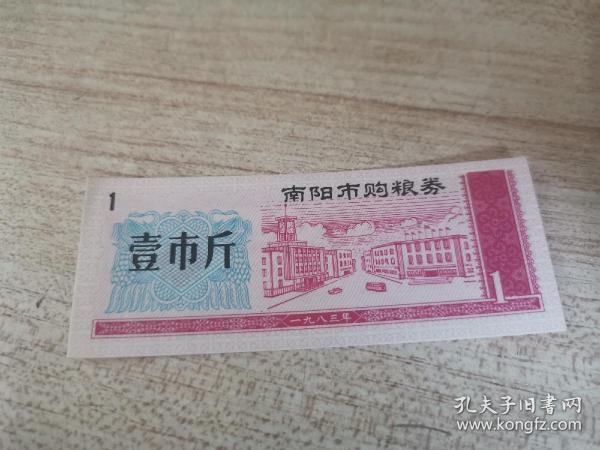 1
南阳市购粮券
壹市斤
1
一九八三年
孔夫子旧书网
www.kongfz.com